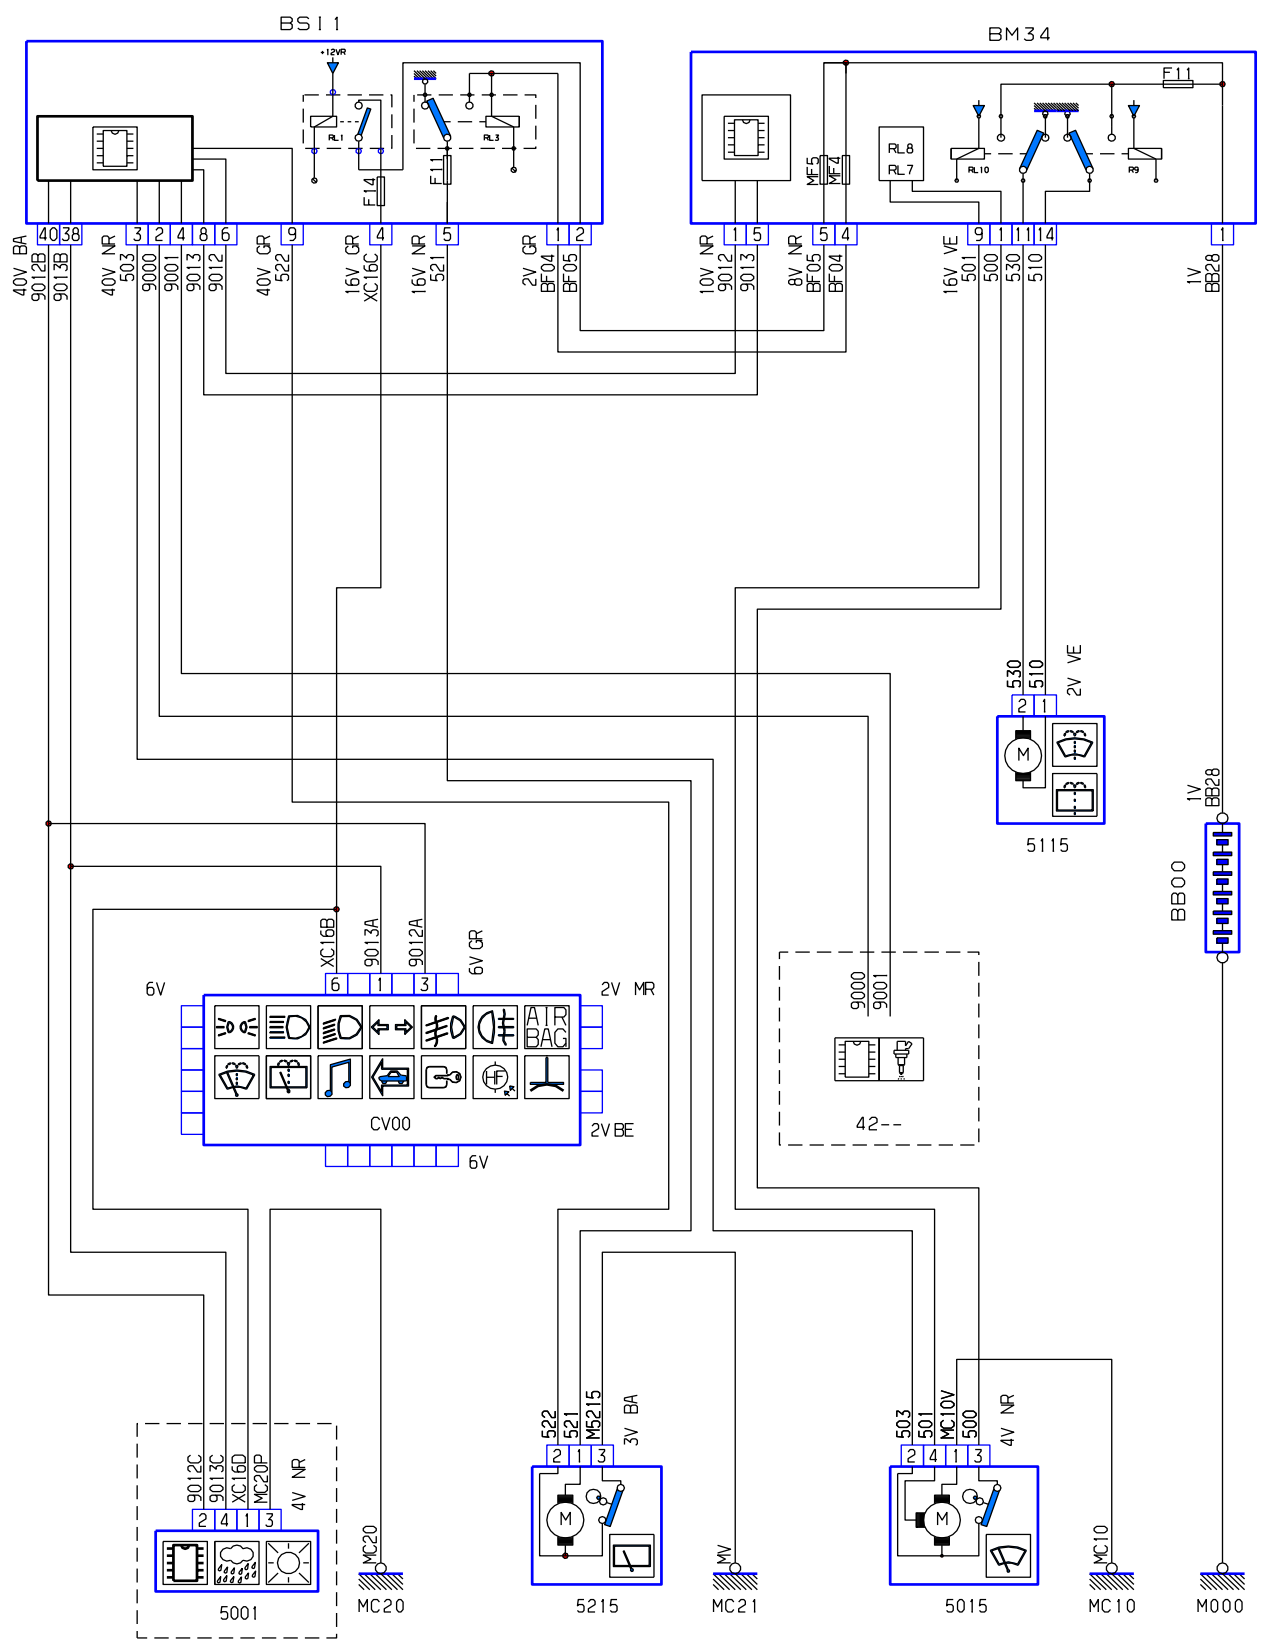 BSI1
BM34
+12VR
RL1
RL3
F14
F11
MF5
MF4
RL8
RL7
RL10
R9
F11
40 38 3 2 4 8 6 9 4 5 1 2
1 5 5 4 9 1 11 14 1
40V BA
9012B
9013B
40V NR
503
9000
9001
9013
9012
40V GR
522
16V GR
XC16C
16V NR
521
2V GR
BF04
BF05
10V NR
9012
9013
8V NR
BF05
BF04
16V VE
501
500
530
510
1V
BB28
530
510
2V VE
2 1
M
5115
1V
BB28
BB00
XC16B
9013A
9012A
6V GR
6 1 3
6V
2V MR
AIR
BAG
HF
CV00
2V BE
6V
9000
9001
42--
9012C
9013C
XC16D
MC20P
4V NR
2 4 1 3
5001
MC20
MC20
522
521
M5215
3V BA
2 1 3
M
5215
MV
MC21
503
501
MC10V
500
4V NR
2 4 1 3
M
5015
MC10
MC10
M000